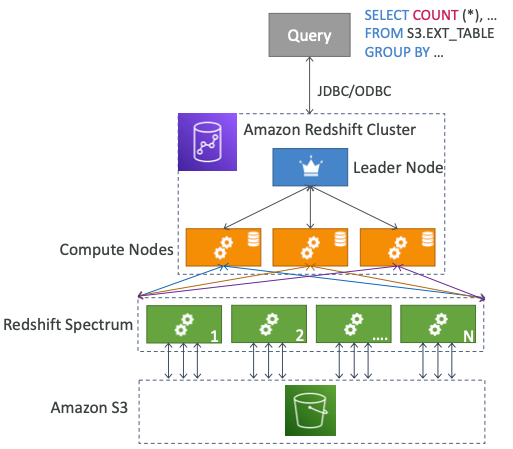 Query
SELECT COUNT (*), ...
FROM S3.EXT_TABLE
GROUP BY ...
JDBC/ODBC
Amazon Redshift Cluster
Leader Node
Compute Nodes
Redshift Spectrum
1
2
....
N
Amazon S3